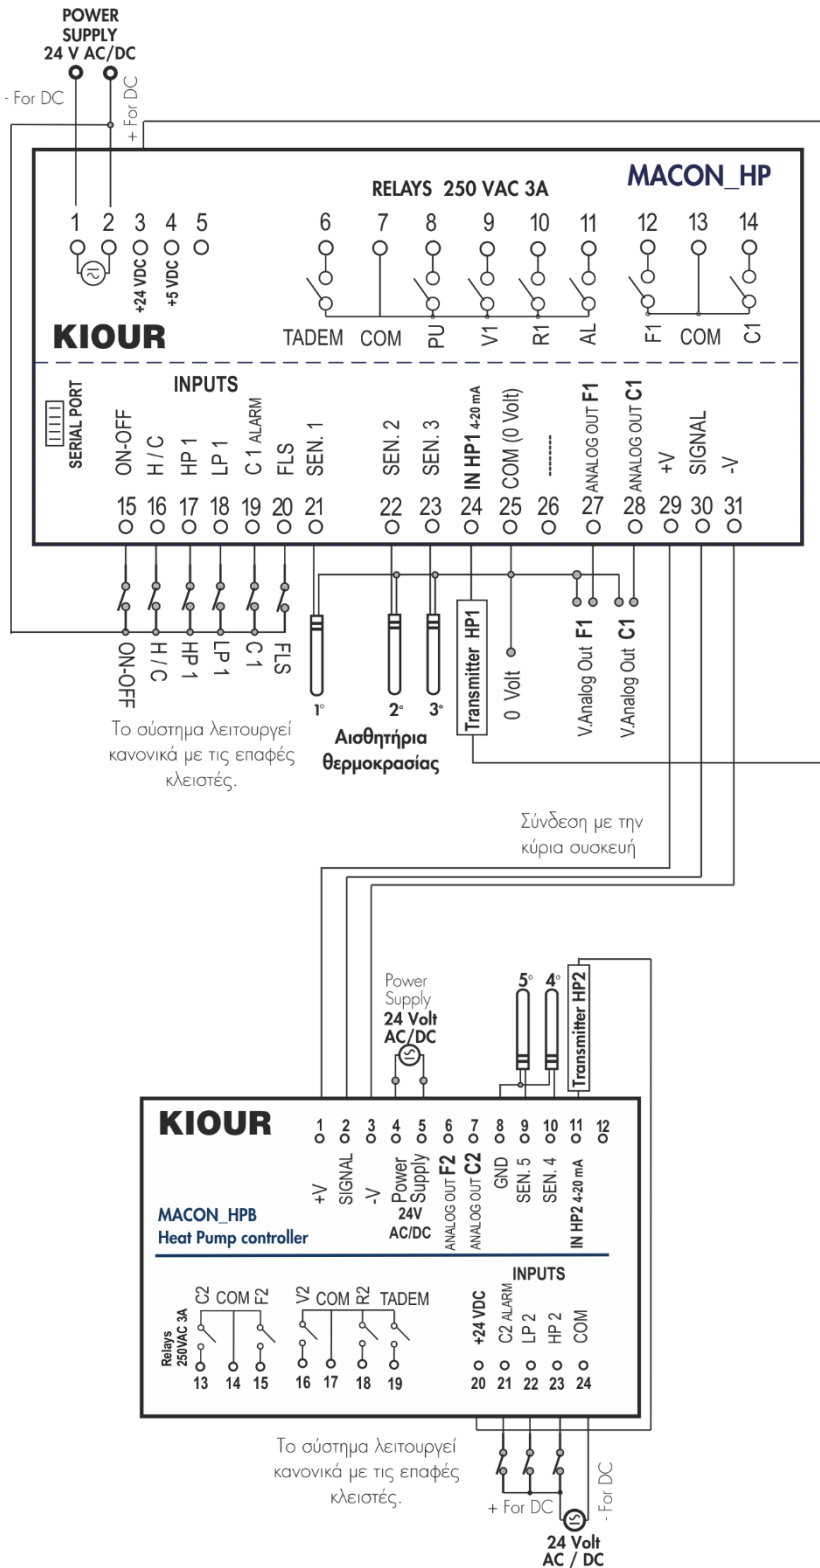 POWER
SUPPLY
24 V AC/DC
- For DC
+ For DC
MACON_HP
RELAYS 250 VAC 3A
1 2 3 4 5 6 7 8 9 10 11 12 13 14
+24 VDC
+5 VDC
TADEM COM PU V1 R1 AL F1 COM C1
KIOUR
INPUTS
SERIAL PORT
ON-OFF
H / C
HP 1
LP 1
C 1 ALARM
FLS
SEN. 1
SEN. 2
SEN. 3
IN HP1 4-20 mA
COM (0 Volt)
--------
ANALOG OUT F1
ANALOG OUT C1
+V
SIGNAL
-V
15 16 17 18 19 20 21 22 23 24 25 26 27 28 29 30 31
ON-OFF
H / C
HP 1
LP 1
C 1
FLS
1° 2° 3°
Transmitter HP1
0 Volt
V.Analog Out F1
V.Analog Out C1
Το σύστημα λειτουργεί
κανονικά με τις επαφές
κλειστές.
Αισθητήρια
θερμοκρασίας
Σύνδεση με την
κύρια συσκευή
Power
Supply
24 Volt
AC/DC
5° 4°
Transmitter HP2
KIOUR
1 2 3 4 5 6 7 8 9 10 11 12
+V
SIGNAL
-V
Power
Supply
24V
AC/DC
ANALOG OUT F2
ANALOG OUT C2
GND
SEN. 5
SEN. 4
IN HP2 4-20 mA
MACON_HPB
Heat Pump controller
INPUTS
Relays
250VAC 3A
C2 COM F2 V2 COM R2 TADEM
+24 VDC
C2 ALARM
LP 2
HP 2
COM
13 14 15 16 17 18 19 20 21 22 23 24
Το σύστημα λειτουργεί
κανονικά με τις επαφές
κλειστές.
+ For DC
- For DC
24 Volt
AC / DC